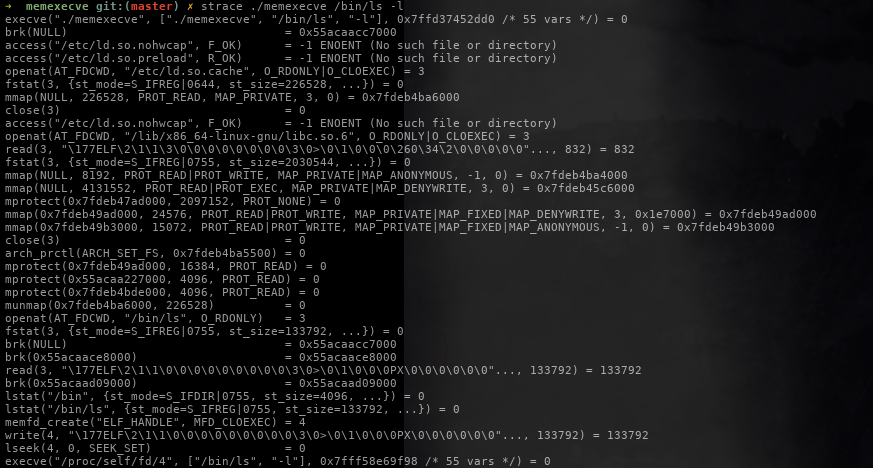 ➜  memexecve git:(master) ✗ strace ./memexecve /bin/ls -l
execve("./memexecve", ["./memexecve", "/bin/ls", "-l"], 0x7ffd37452dd0 /* 55 vars */) = 0
brk(NULL)                               = 0x55acaacc7000
access("/etc/ld.so.nohwcap", F_OK)      = -1 ENOENT (No such file or directory)
access("/etc/ld.so.preload", R_OK)      = -1 ENOENT (No such file or directory)
openat(AT_FDCWD, "/etc/ld.so.cache", O_RDONLY|O_CLOEXEC) = 3
fstat(3, {st_mode=S_IFREG|0644, st_size=226528, ...}) = 0
mmap(NULL, 226528, PROT_READ, MAP_PRIVATE, 3, 0) = 0x7fdeb4ba6000
close(3)                                = 0
access("/etc/ld.so.nohwcap", F_OK)      = -1 ENOENT (No such file or directory)
openat(AT_FDCWD, "/lib/x86_64-linux-gnu/libc.so.6", O_RDONLY|O_CLOEXEC) = 3
read(3, "\177ELF\2\1\1\3\0\0\0\0\0\0\0\0\3\0>\0\1\0\0\0\260\34\2\0\0\0\0\0"..., 832) = 832
fstat(3, {st_mode=S_IFREG|0755, st_size=2030544, ...}) = 0
mmap(NULL, 8192, PROT_READ|PROT_WRITE, MAP_PRIVATE|MAP_ANONYMOUS, -1, 0) = 0x7fdeb4ba4000
mmap(NULL, 4131552, PROT_READ|PROT_EXEC, MAP_PRIVATE|MAP_DENYWRITE, 3, 0) = 0x7fdeb45c6000
mprotect(0x7fdeb47ad000, 2097152, PROT_NONE) = 0
mmap(0x7fdeb49ad000, 24576, PROT_READ|PROT_WRITE, MAP_PRIVATE|MAP_FIXED|MAP_DENYWRITE, 3, 0x1e7000) = 0x7fdeb49ad000
mmap(0x7fdeb49b3000, 15072, PROT_READ|PROT_WRITE, MAP_PRIVATE|MAP_FIXED|MAP_ANONYMOUS, -1, 0) = 0x7fdeb49b3000
close(3)                                = 0
arch_prctl(ARCH_SET_FS, 0x7fdeb4ba5500) = 0
mprotect(0x7fdeb49ad000, 16384, PROT_READ) = 0
mprotect(0x55acaa227000, 4096, PROT_READ) = 0
mprotect(0x7fdeb4bde000, 4096, PROT_READ) = 0
munmap(0x7fdeb4ba6000, 226528)          = 0
openat(AT_FDCWD, "/bin/ls", O_RDONLY)   = 3
fstat(3, {st_mode=S_IFREG|0755, st_size=133792, ...}) = 0
brk(NULL)                               = 0x55acaacc7000
brk(0x55acaace8000)                     = 0x55acaace8000
read(3, "\177ELF\2\1\1\0\0\0\0\0\0\0\0\0\3\0>\0\1\0\0\0PX\0\0\0\0\0\0"..., 133792) = 133792
brk(0x55acaad09000)                     = 0x55acaad09000
lstat("/bin", {st_mode=S_IFDIR|0755, st_size=4096, ...}) = 0
lstat("/bin/ls", {st_mode=S_IFREG|0755, st_size=133792, ...}) = 0
memfd_create("ELF_HANDLE", MFD_CLOEXEC) = 4
write(4, "\177ELF\2\1\1\0\0\0\0\0\0\0\0\0\3\0>\0\1\0\0\0PX\0\0\0\0\0\0"..., 133792) = 133792
lseek(4, 0, SEEK_SET)                   = 0
execve("/proc/self/fd/4", ["/bin/ls", "-l"], 0x7fff58e69f98 /* 55 vars */) = 0